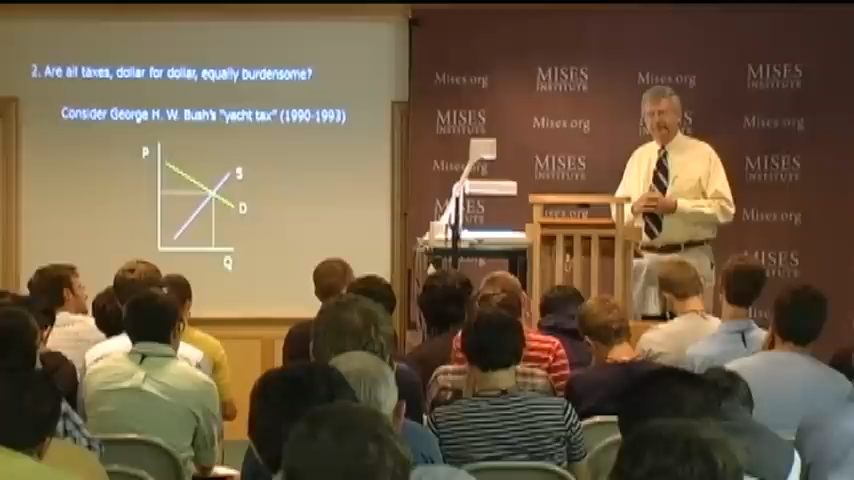 2. Are all taxes, dollar for dollar, equally burdensome?
Consider George H. W. Bush's "yacht tax" (1990-1993)
P
S
D
Q
Mises.org
MISES
INSTITUTE
Mises.org
MISES
INSTITUTE
MISES
INSTITUTE
Mises.org
Mises.org
Mises.org
MISES
INSTITUTE
MISES
INSTITUTE
Mises.org
MISES
INSTITUTE